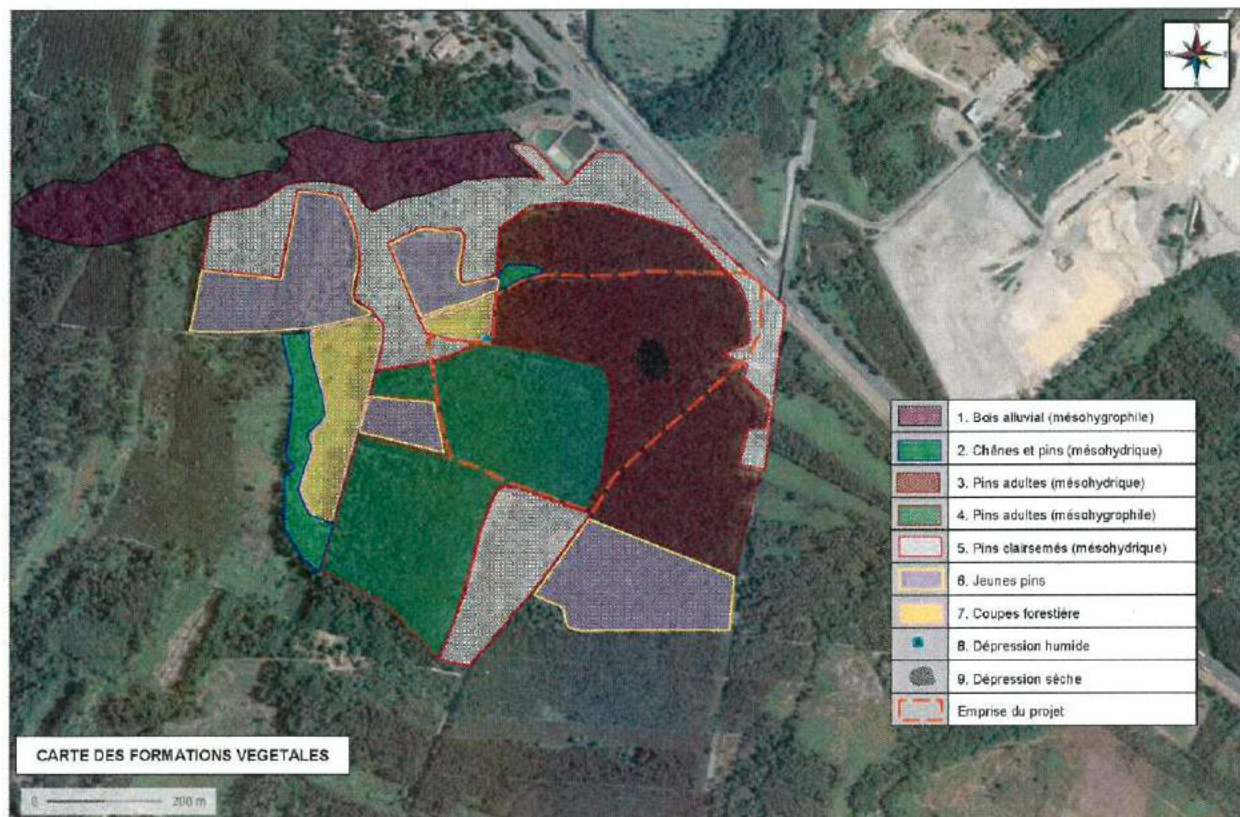 1. Bois alluvial (mésohygrophile)
2. Chênes et pins (mésohydrique)
3. Pins adultes (mésohydrique)
4. Pins adultes (mésohygrophile)
5. Pins clairsemés (mésohydrique)
6. Jeunes pins
7. Coupes forestière
8. Dépression humide
9. Dépression sèche
Emprise du projet
CARTE DES FORMATIONS VEGETALES
0 200 m